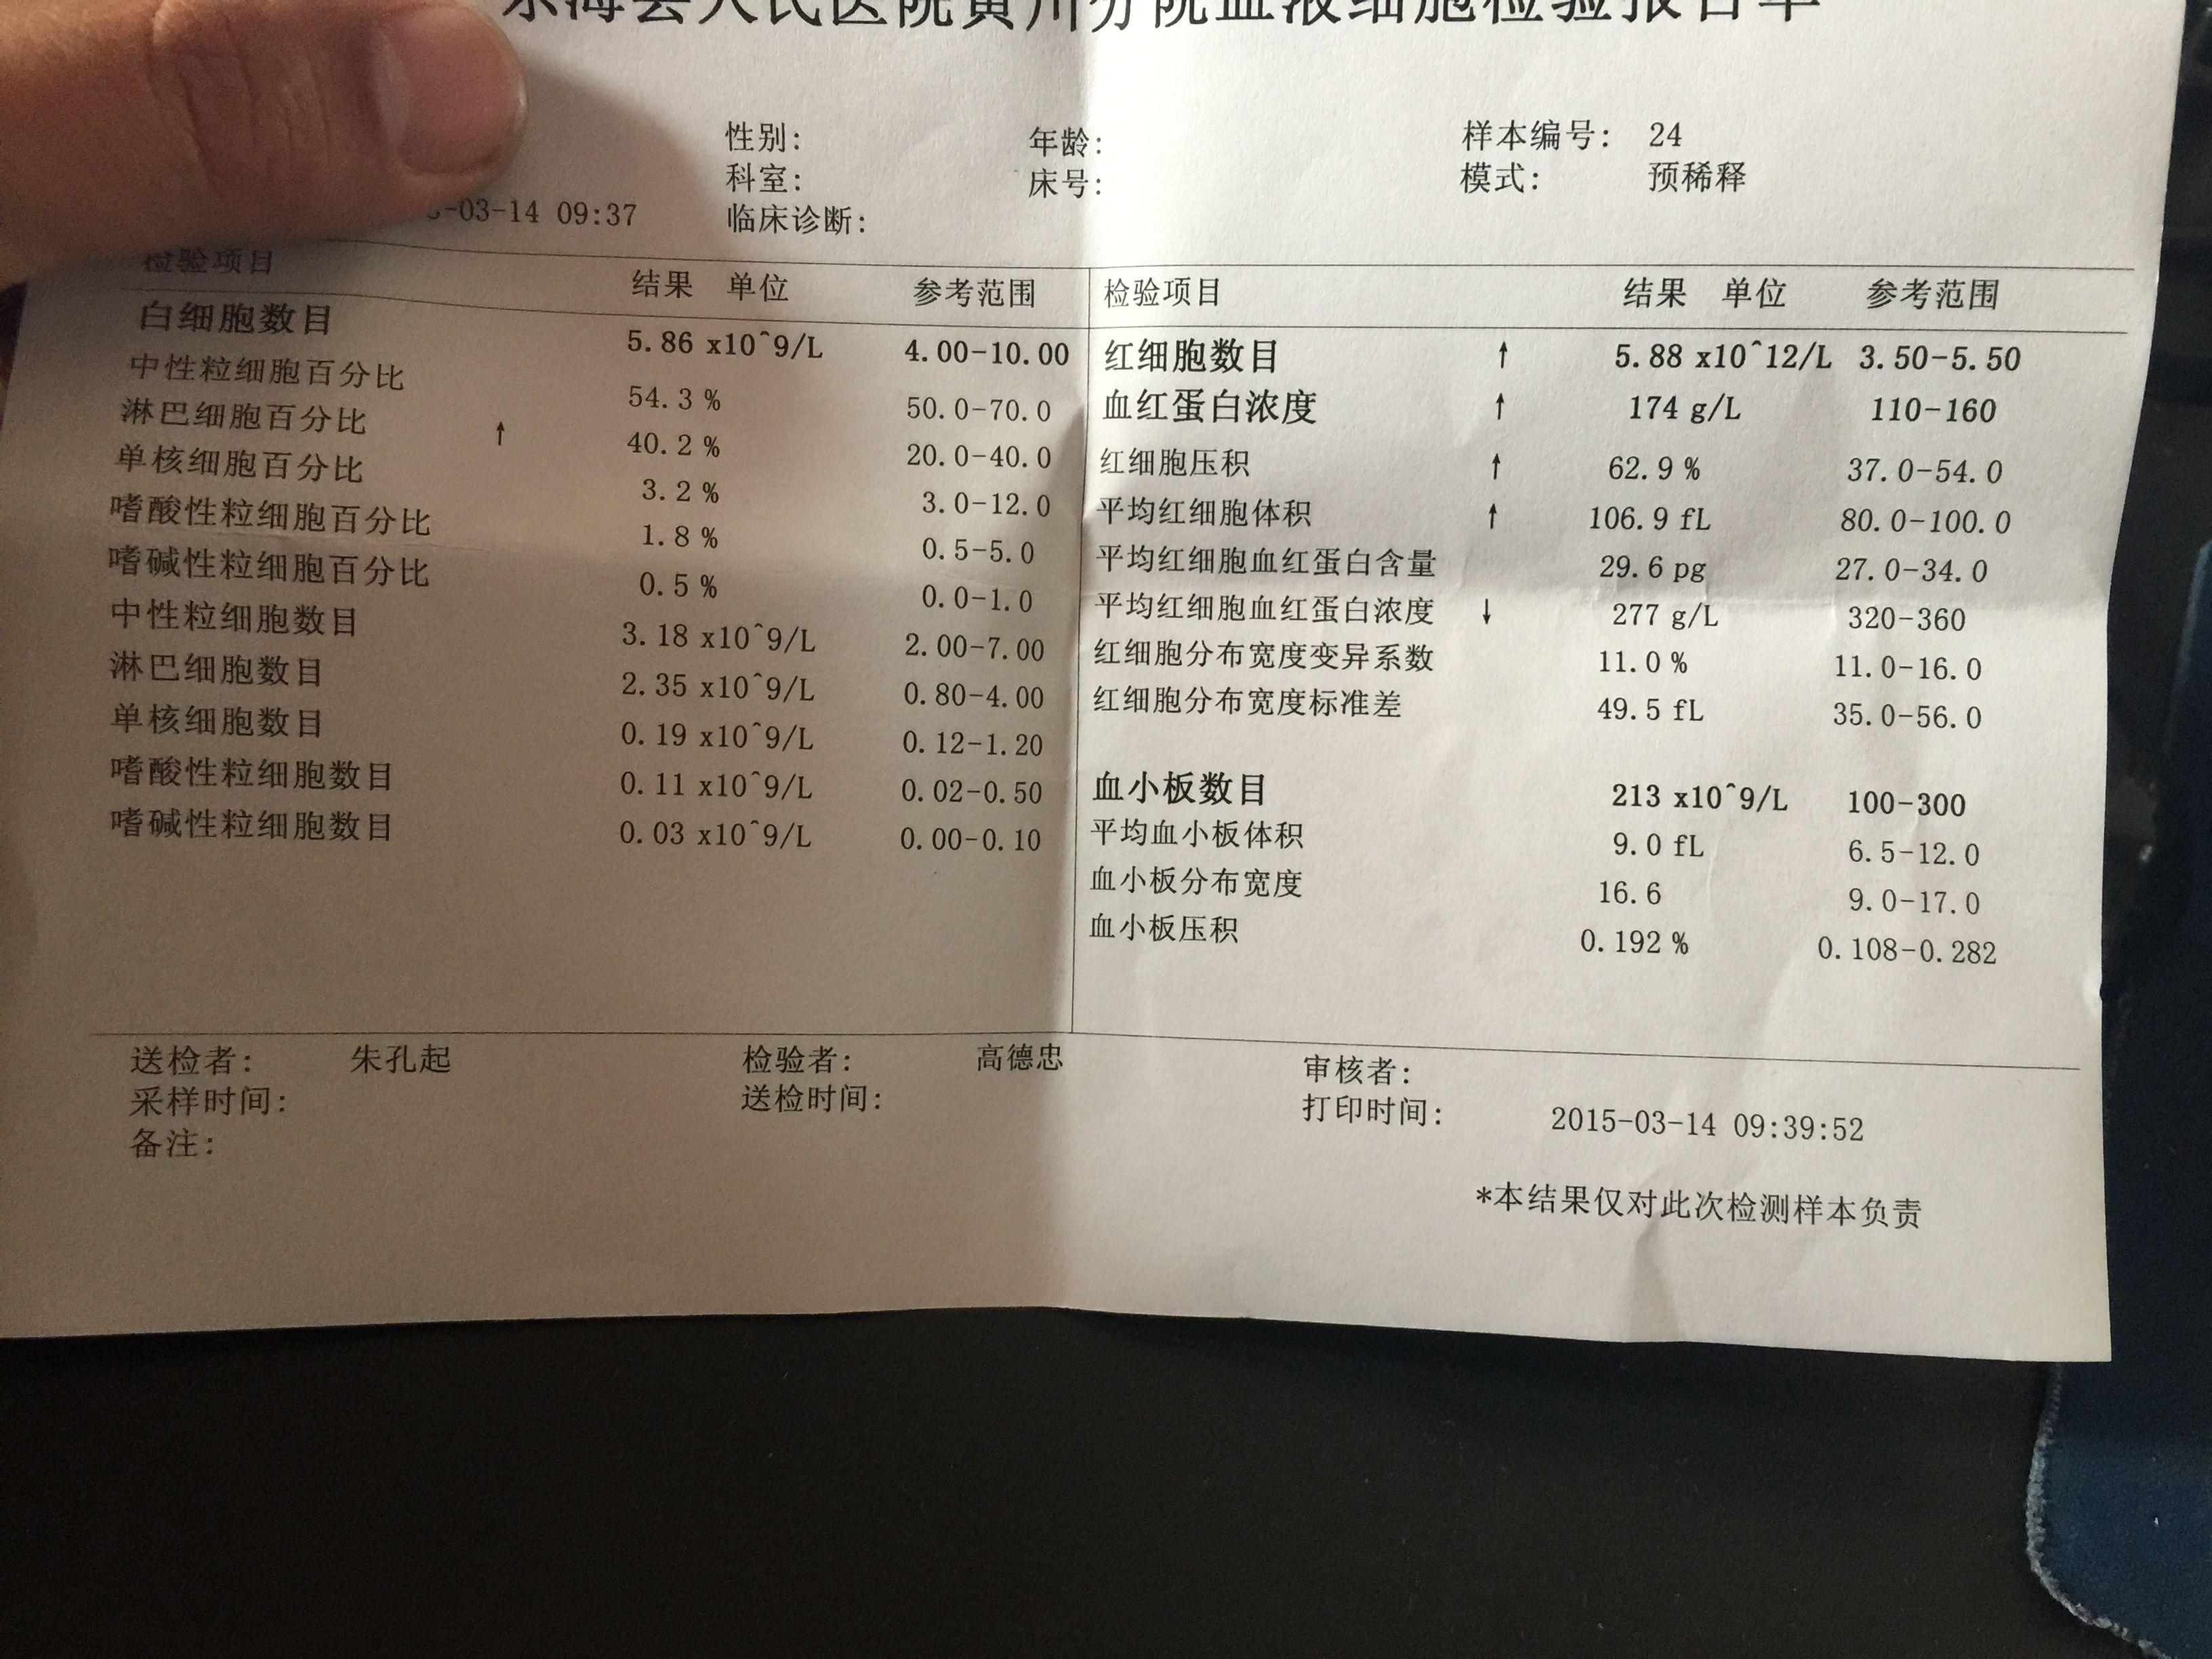 东海县人民医院黄川分院血液细胞检验报告单
性别: 年龄: 样本编号: 24
科室: 床号: 模式: 预稀释
-03-14 09:37 临床诊断:
检验项目 结果 单位 参考范围
白细胞数目 5.86 x10^9/L 4.00-10.00
中性粒细胞百分比 54.3 % 50.0-70.0
淋巴细胞百分比 ↑ 40.2 % 20.0-40.0
单核细胞百分比 3.2 % 3.0-12.0
嗜酸性粒细胞百分比 1.8 % 0.5-5.0
嗜碱性粒细胞百分比 0.5 % 0.0-1.0
中性粒细胞数目 3.18 x10^9/L 2.00-7.00
淋巴细胞数目 2.35 x10^9/L 0.80-4.00
单核细胞数目 0.19 x10^9/L 0.12-1.20
嗜酸性粒细胞数目 0.11 x10^9/L 0.02-0.50
嗜碱性粒细胞数目 0.03 x10^9/L 0.00-0.10
检验项目 结果 单位 参考范围
红细胞数目 ↑ 5.88 x10^12/L 3.50-5.50
血红蛋白浓度 ↑ 174 g/L 110-160
红细胞压积 ↑ 62.9 % 37.0-54.0
平均红细胞体积 ↑ 106.9 fL 80.0-100.0
平均红细胞血红蛋白含量 29.6 pg 27.0-34.0
平均红细胞血红蛋白浓度 ↓ 277 g/L 320-360
红细胞分布宽度变异系数 11.0 % 11.0-16.0
红细胞分布宽度标准差 49.5 fL 35.0-56.0
血小板数目 213 x10^9/L 100-300
平均血小板体积 9.0 fL 6.5-12.0
血小板分布宽度 16.6 9.0-17.0
血小板压积 0.192 % 0.108-0.282
送检者: 朱孔起 检验者: 高德忠 审核者:
采样时间: 送检时间: 打印时间: 2015-03-14 09:39:52
备注:
*本结果仅对此次检测样本负责